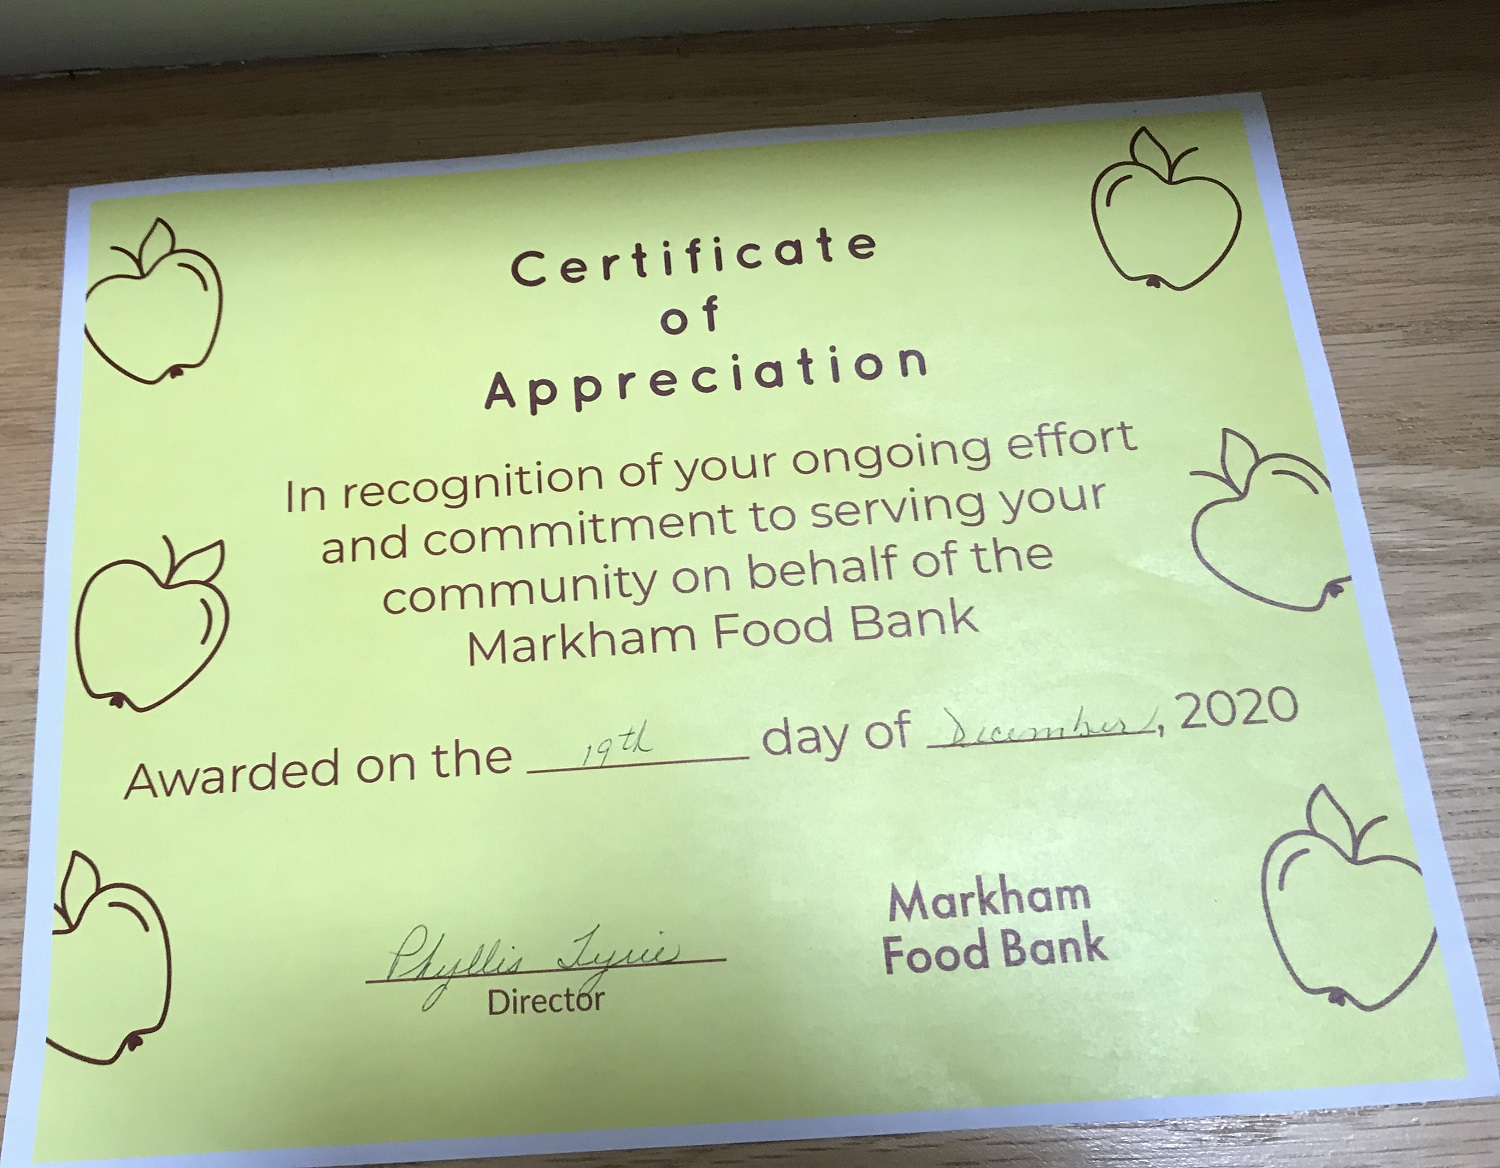 Certificate
of
Appreciation
In recognition of your ongoing effort
and commitment to serving your
community on behalf of the
Markham Food Bank
Awarded on the 19th day of December, 2020
Phyllis Tyrie
Director
Markham
Food Bank